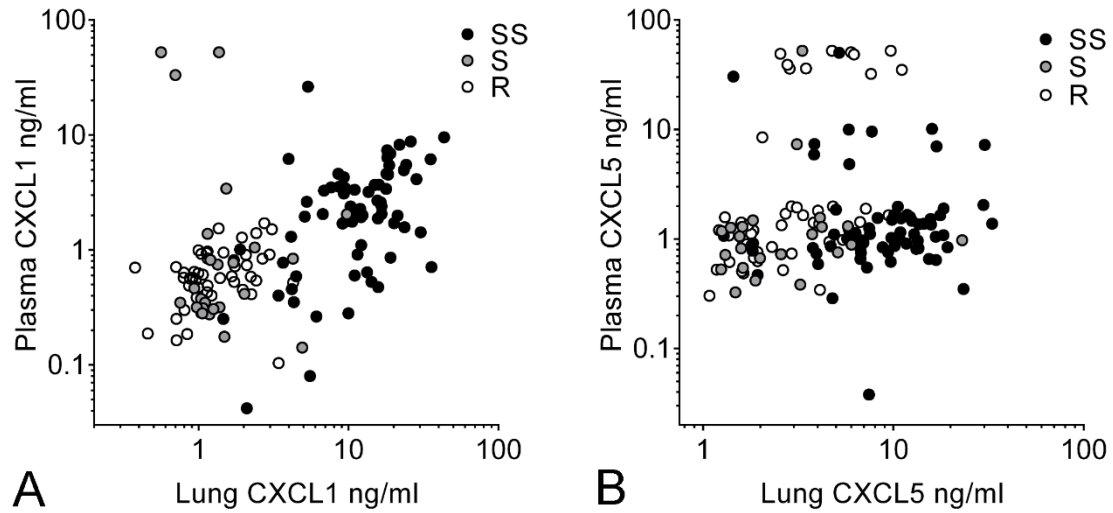 100
10
1
0.1
Plasma CXCL1 ng/ml
SS
S
R
1
10
100
Lung CXCL1 ng/ml
A
100
10
1
0.1
Plasma CXCL5 ng/ml
SS
S
R
1
10
100
Lung CXCL5 ng/ml
B